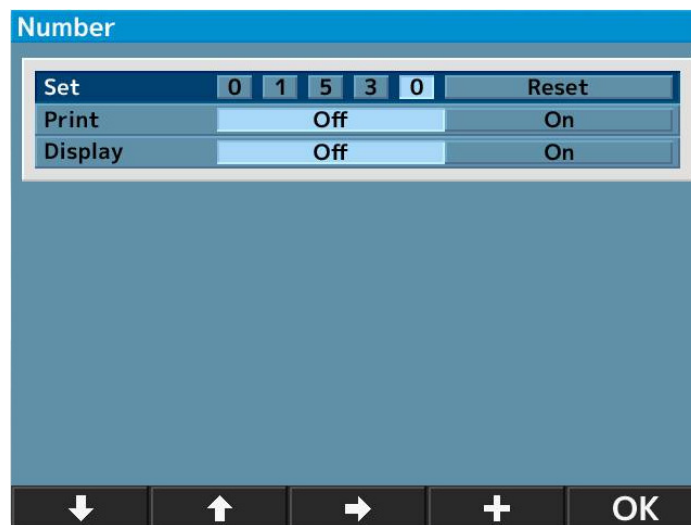 Number
Set 0 1 5 3 0 Reset
Print Off On
Display Off On
OK